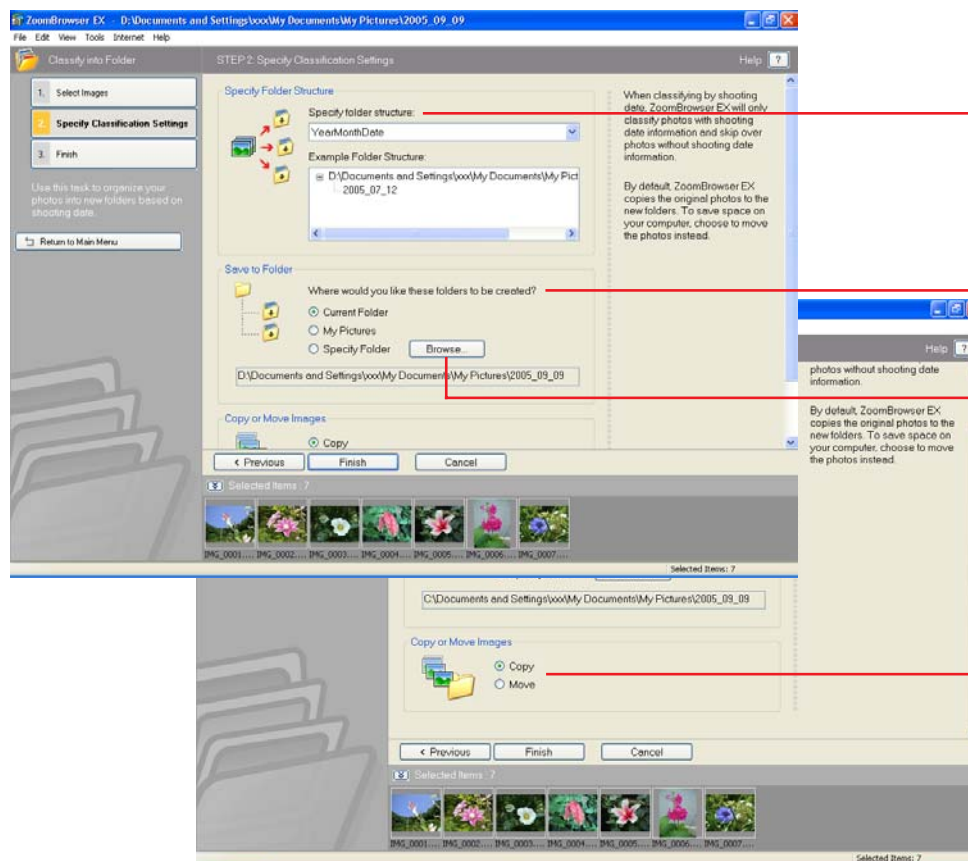 ZoomBrowser EX - D:\Documents and Settings\xxx\My Documents\My Pictures\2005_09_09
File Edit View Tools Internet Help
Classify into Folder
STEP 2: Specify Classification Settings
Help ?
1. Select Images
2. Specify Classification Settings
3. Finish
Use this task to organize your
photos into new folders based on
shooting date.
Return to Main Menu
Specify Folder Structure
Specify folder structure:
YearMonthDate
Example Folder Structure:
D:\Documents and Settings\xxx\My Documents\My Pict
2005_07_12
Save to Folder
Where would you like these folders to be created?
Current Folder
My Pictures
Specify Folder
Browse...
D:\Documents and Settings\xxx\My Documents\My Pictures\2005_09_09
Copy or Move Images
Copy
< Previous
Finish
Cancel
When classifying by shooting
date, ZoomBrowser EX will only
classify photos with shooting
date information and skip over
photos without shooting date
information.
By default, ZoomBrowser EX
copies the original photos to the
new folders. To save space on
your computer, choose to move
the photos instead.
Selected Items : 7
IMG_0001.... IMG_0002.... IMG_0003.... IMG_0004.... IMG_0005.... IMG_0006.... IMG_0007....
Selected Items: 7
Help ?
photos without shooting date
information.
By default, ZoomBrowser EX
copies the original photos to the
new folders. To save space on
your computer, choose to move
the photos instead.
C:\Documents and Settings\xxx\My Documents\My Pictures\2005_09_09
Copy or Move Images
Copy
Move
< Previous
Finish
Cancel
Selected Items : 7
IMG_0001.... IMG_0002.... IMG_0003.... IMG_0004.... IMG_0005.... IMG_0006.... IMG_0007....
Selected Items: 7